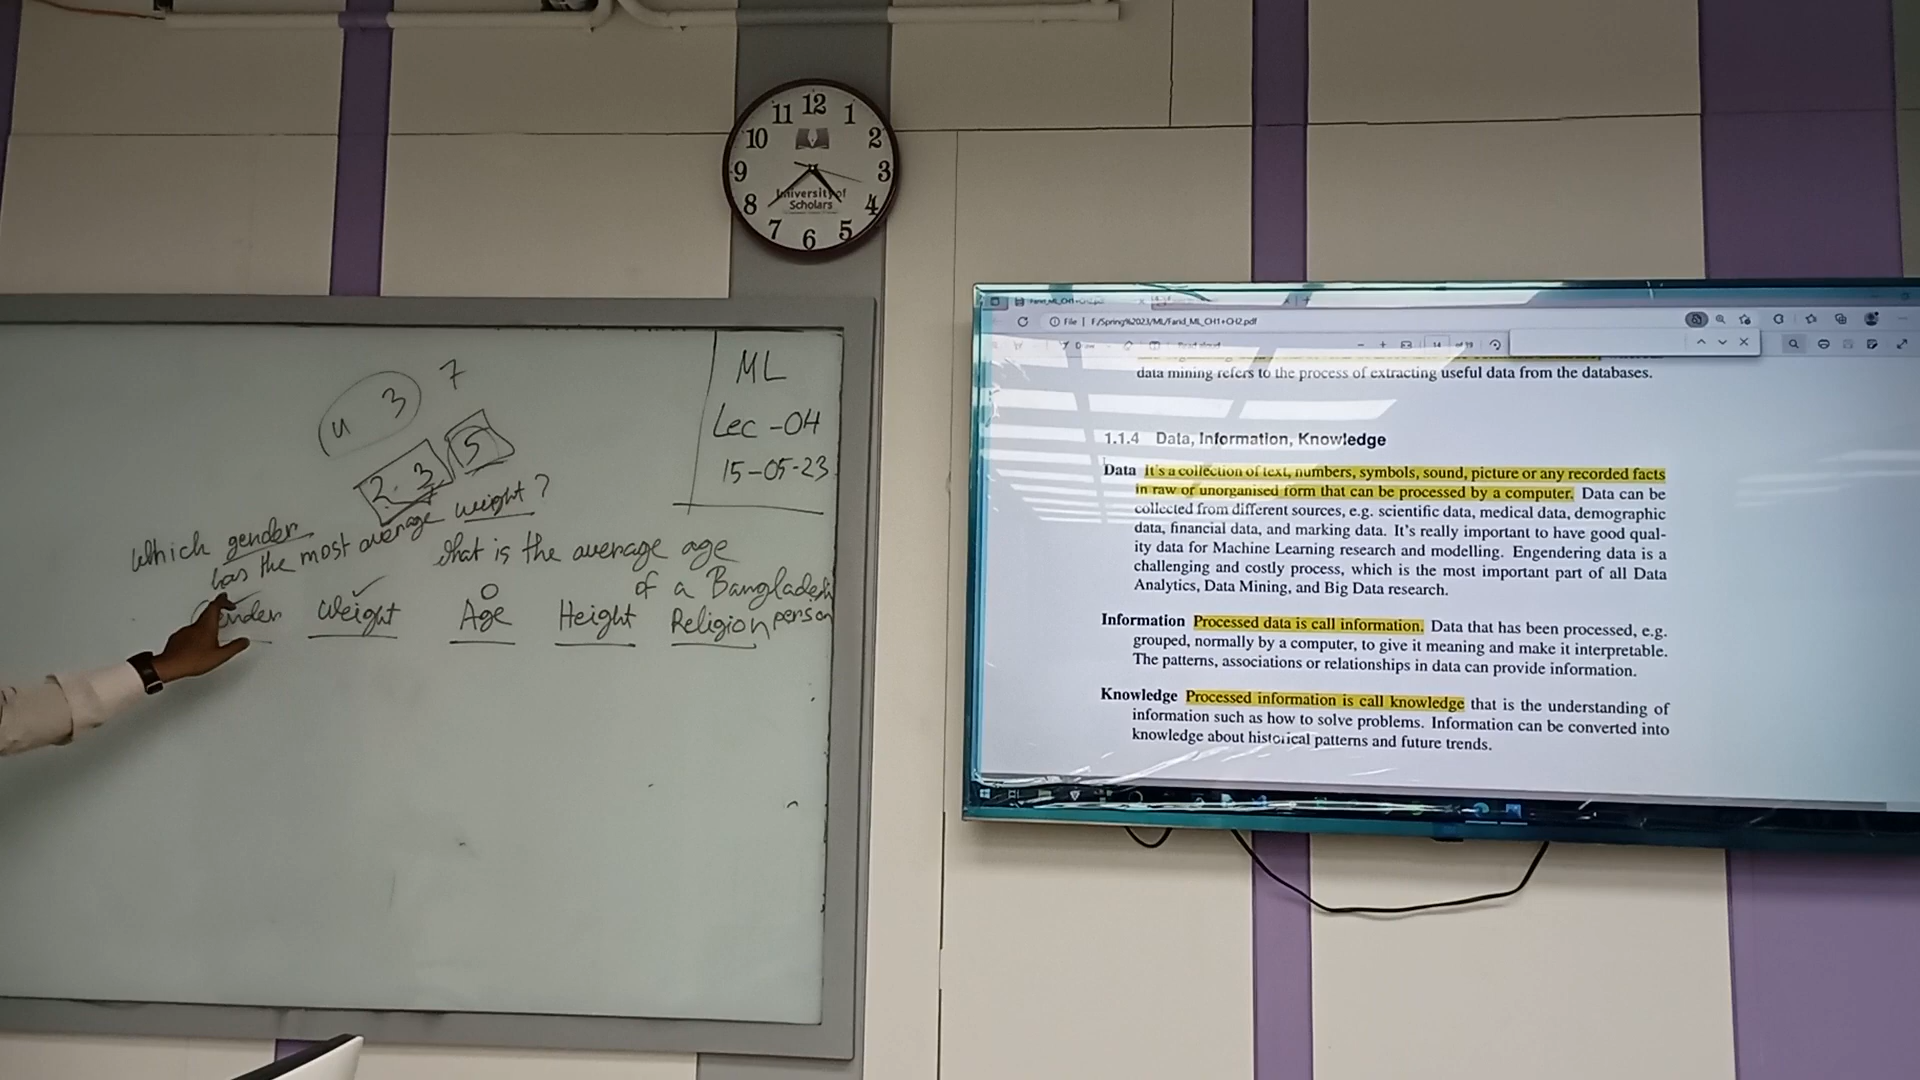 11 12 1
10 2
9 3
8 4
7 6 5
University of
Scholars
ML
Lec -04
15-05-23
4 3 7
2. 3 5
Which gender
has the most average weight?
what is the average age
of a Bangladeshi
person
Gender Weight Age Height Religion
File | F:/Spring%2023/ML/Farid_ML_CH1+CH2.pdf
14
data mining refers to the process of extracting useful data from the databases.
1.1.4 Data, Information, Knowledge
Data It's a collection of text, numbers, symbols, sound, picture or any recorded facts
in raw or unorganised form that can be processed by a computer. Data can be
collected from different sources, e.g. scientific data, medical data, demographic
data, financial data, and marking data. It's really important to have good qual-
ity data for Machine Learning research and modelling. Engendering data is a
challenging and costly process, which is the most important part of all Data
Analytics, Data Mining, and Big Data research.
Information Processed data is call information. Data that has been processed, e.g.
grouped, normally by a computer, to give it meaning and make it interpretable.
The patterns, associations or relationships in data can provide information.
Knowledge Processed information is call knowledge that is the understanding of
information such as how to solve problems. Information can be converted into
knowledge about historical patterns and future trends.